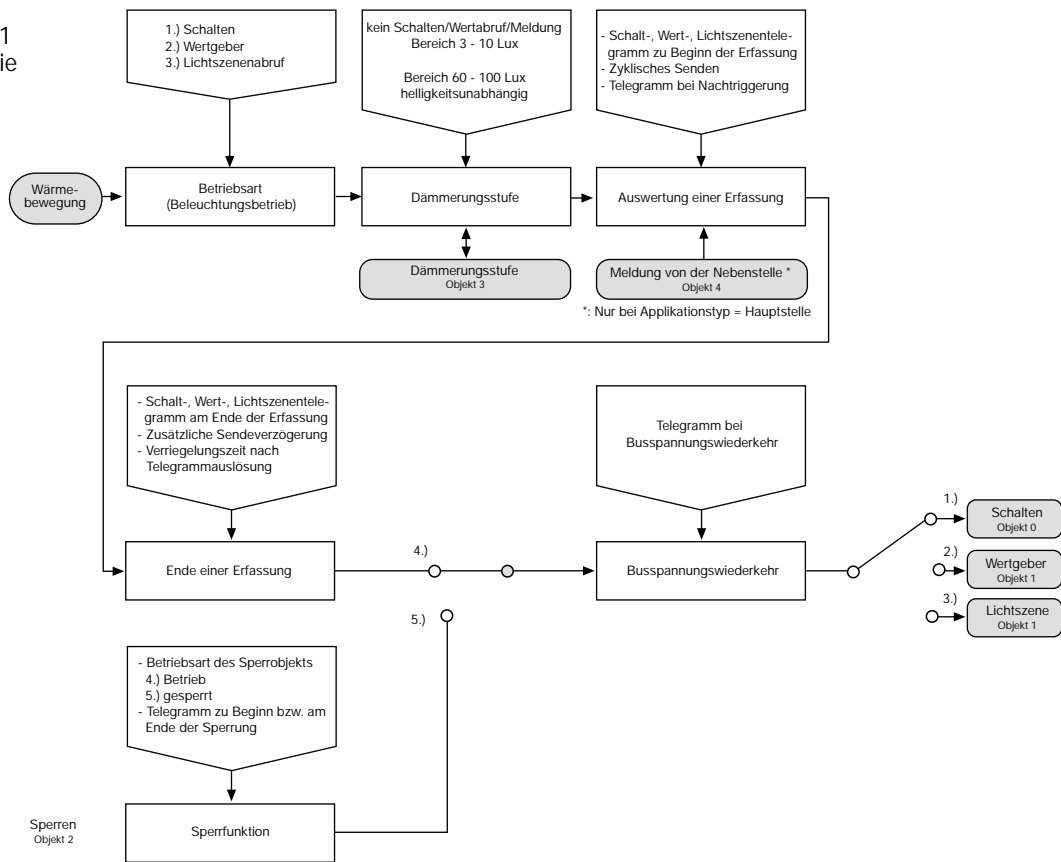 1
ie
1.) Schalten
2.) Wertgeber
3.) Lichtszenenabruf
kein Schalten/Wertabruf/Meldung
Bereich 3 - 10 Lux
Bereich 60 - 100 Lux
helligkeitsunabhängig
- Schalt-, Wert-, Lichtszenentele-
gramm zu Beginn der Erfassung
- Zyklisches Senden
- Telegramm bei Nachtriggerung
Wärme-
bewegung
Betriebsart
(Beleuchtungsbetrieb)
Dämmerungsstufe
Auswertung einer Erfassung
Dämmerungsstufe
Objekt 3
Meldung von der Nebenstelle *
Objekt 4
*: Nur bei Applikationstyp = Hauptstelle
- Schalt-, Wert-, Lichtszenentele-
gramm am Ende der Erfassung
- Zusätzliche Sendeverzögerung
- Verriegelungszeit nach
Telegrammauslösung
Telegramm bei
Busspannungswiederkehr
Ende einer Erfassung
4.)
5.)
Busspannungswiederkehr
1.)
Schalten
Objekt 0
2.)
Wertgeber
Objekt 1
3.)
Lichtszene
Objekt 1
- Betriebsart des Sperrobjekts
4.) Betrieb
5.) gesperrt
- Telegramm zu Beginn bzw. am
Ende der Sperrung
Sperren
Objekt 2
Sperrfunktion